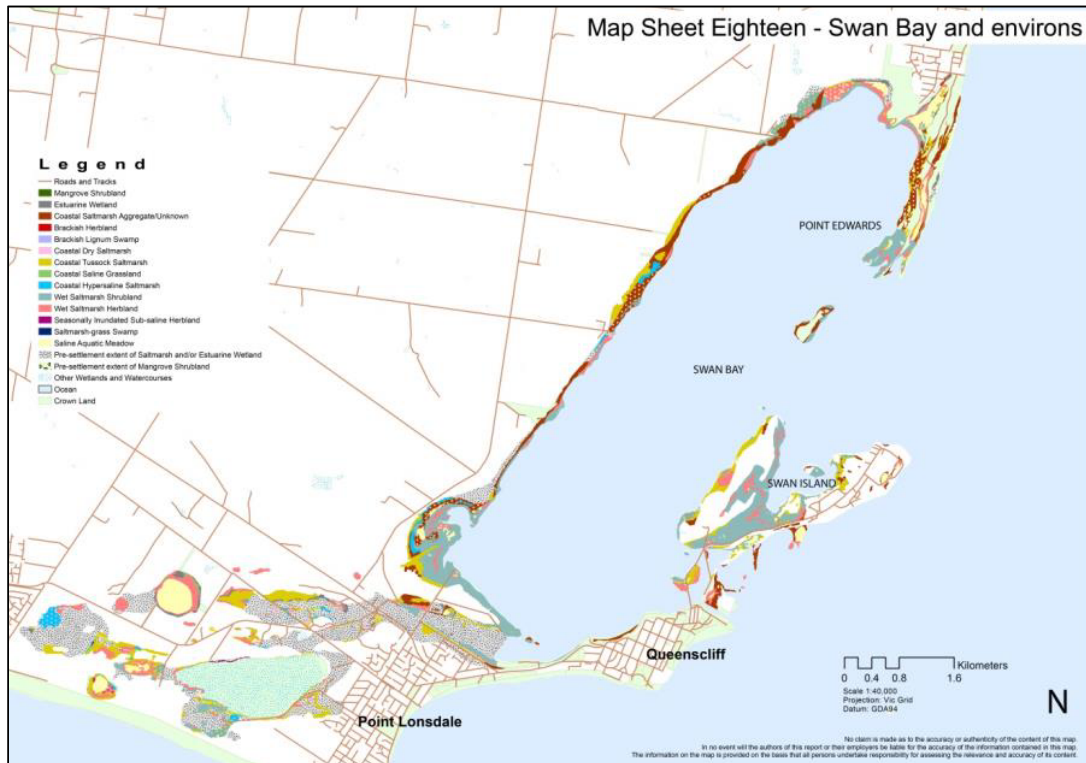 Map Sheet Eighteen - Swan Bay and environs
Legend
Roads and Tracks
Mangrove Shrubland
Estuarine Wetland
Coastal Saltmarsh Aggregate/Unknown
Brackish Herbland
Brackish Lignum Swamp
Coastal Dry Saltmarsh
Coastal Tussock Saltmarsh
Coastal Saline Grassland
Coastal Hypersaline Saltmarsh
Wet Saltmarsh Shrubland
Wet Saltmarsh Herbland
Seasonally Inundated Sub-saline Herbland
Saltmarsh-grass Swamp
Saline Aquatic Meadow
Pre-settlement extent of Saltmarsh and/or Estuarine Wetland
Pre-settlement extent of Mangrove Shrubland
Other Wetlands and Watercourses
Ocean
Crown Land
POINT EDWARDS
SWAN BAY
SWAN ISLAND
Queenscliff
Point Lonsdale
Kilometers
0 0.4 0.8 1.6
Scale 1:40,000
Projection: Vic Grid
Datum: GDA94
N
No claim is made as to the accuracy or authenticity of the content of this map.
In no event will the authors of this report or their employers be liable for the accuracy of the information contained in this map.
The information on the map is provided on the basis that all persons undertake responsibility for assessing the relevance and accuracy of its content.